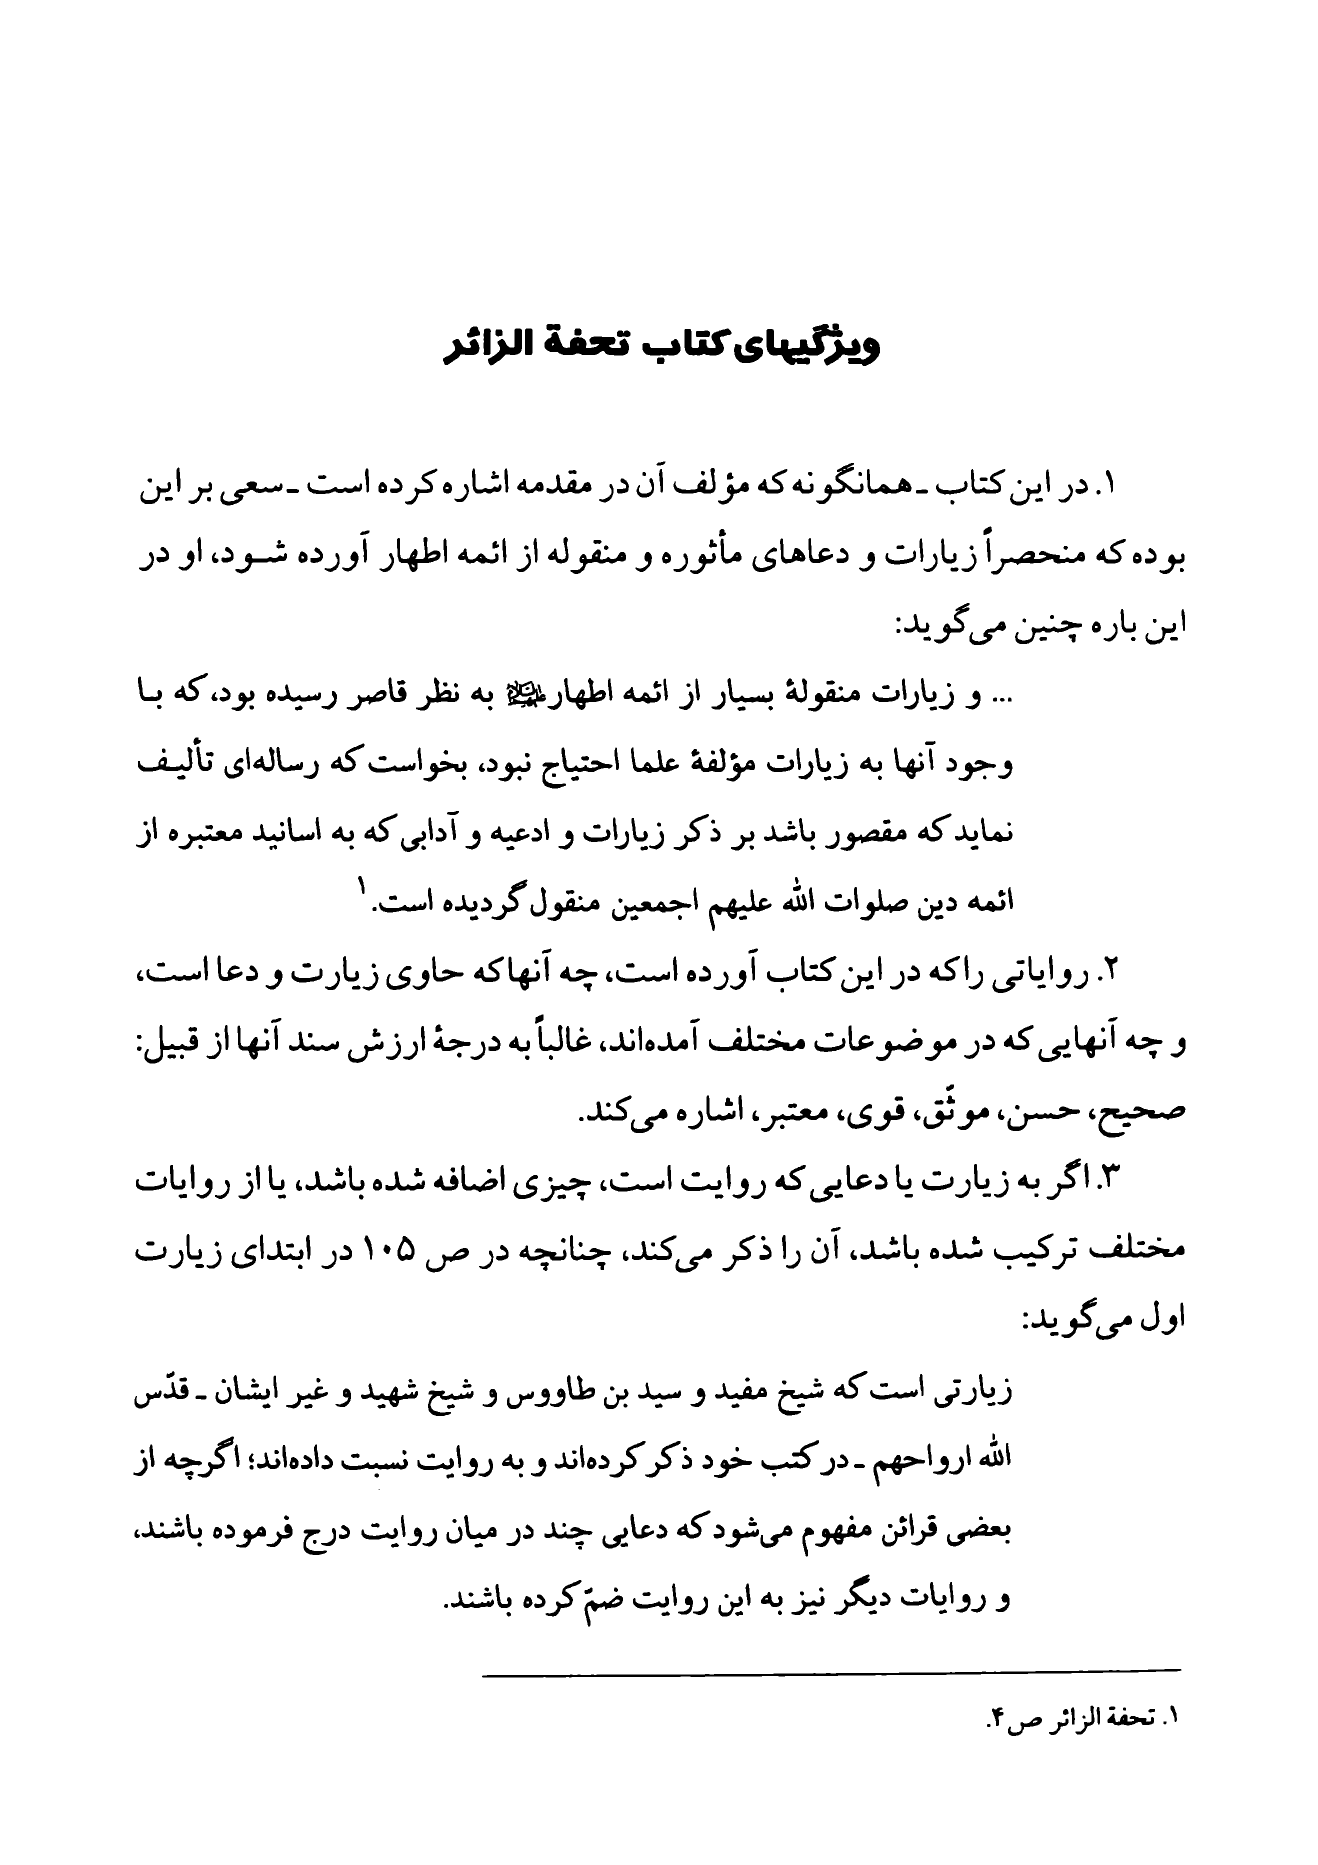 ویژگیهای کتاب تحفة الزائر
۱. در این کتاب ـ همانگونه که مؤلف آن در مقدمه اشاره کرده است ـ سعی بر این
بوده که منحصراً زیارات و دعاهای مأثوره و منقوله از ائمه اطهار آورده شود، او در
این باره چنین می‌گوید:
... و زیارات منقولهٔ بسیار از ائمه اطهار علیهم‌السلام به نظر قاصر رسیده بود، که با
وجود آنها به زیارات مؤلفهٔ علما احتیاج نبود، بخواست که رساله‌ای تألیف
نماید که مقصور باشد بر ذکر زیارات و ادعیه و آدابی که به اسانید معتبره از
ائمه دین صلوات الله علیهم اجمعین منقول گردیده است.۱
۲. روایاتی را که در این کتاب آورده است، چه آنها که حاوی زیارت و دعا است،
و چه آنهایی که در موضوعات مختلف آمده‌اند، غالباً به درجهٔ ارزش سند آنها از قبیل:
صحیح، حسن، موثّق، قوی، معتبر، اشاره می‌کند.
۳. اگر به زیارت یا دعایی که روایت است، چیزی اضافه شده باشد، یا از روایات
مختلف ترکیب شده باشد، آن را ذکر می‌کند، چنانچه در ص ۱۰۵ در ابتدای زیارت
اول می‌گوید:
زیارتی است که شیخ مفید و سید بن طاووس و شیخ شهید و غیر ایشان ـ قدّس
الله ارواحهم ـ در کتب خود ذکر کرده‌اند و به روایت نسبت داده‌اند؛ اگرچه از
بعضی قرائن مفهوم می‌شود که دعایی چند در میان روایت درج فرموده باشند،
و روایات دیگر نیز به این روایت ضمّ کرده باشند.
۱. تحفة الزائر ص ۴.